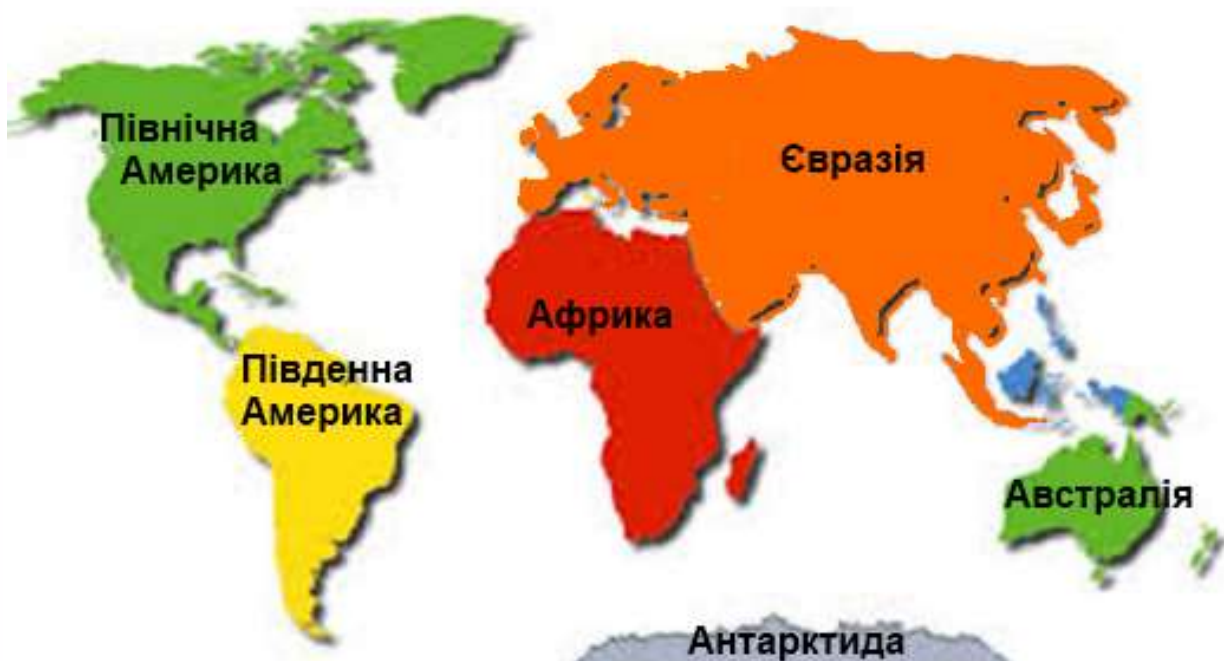 Північна
Америка
Євразія
Африка
Південна
Америка
Австралія
Антарктида